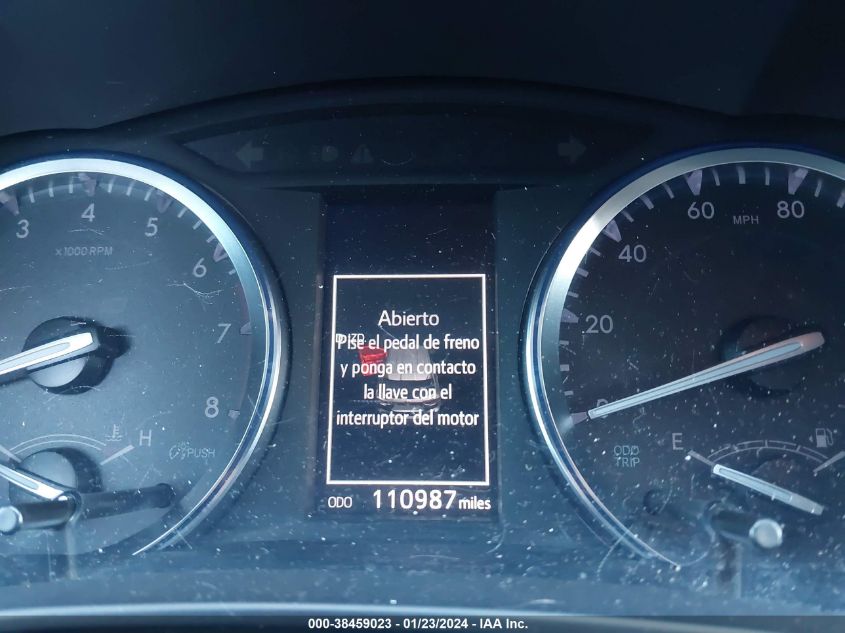 3 4 5 6 7 8
x1000 RPM
H
PUSH
Abierto
Pise el pedal de freno
y ponga en contacto
la llave con el
interruptor del motor
ODO 110987 miles
0 20 40 60 80
MPH
ODO
TRIP
E
000-38459023 - 01/23/2024 - IAA Inc.